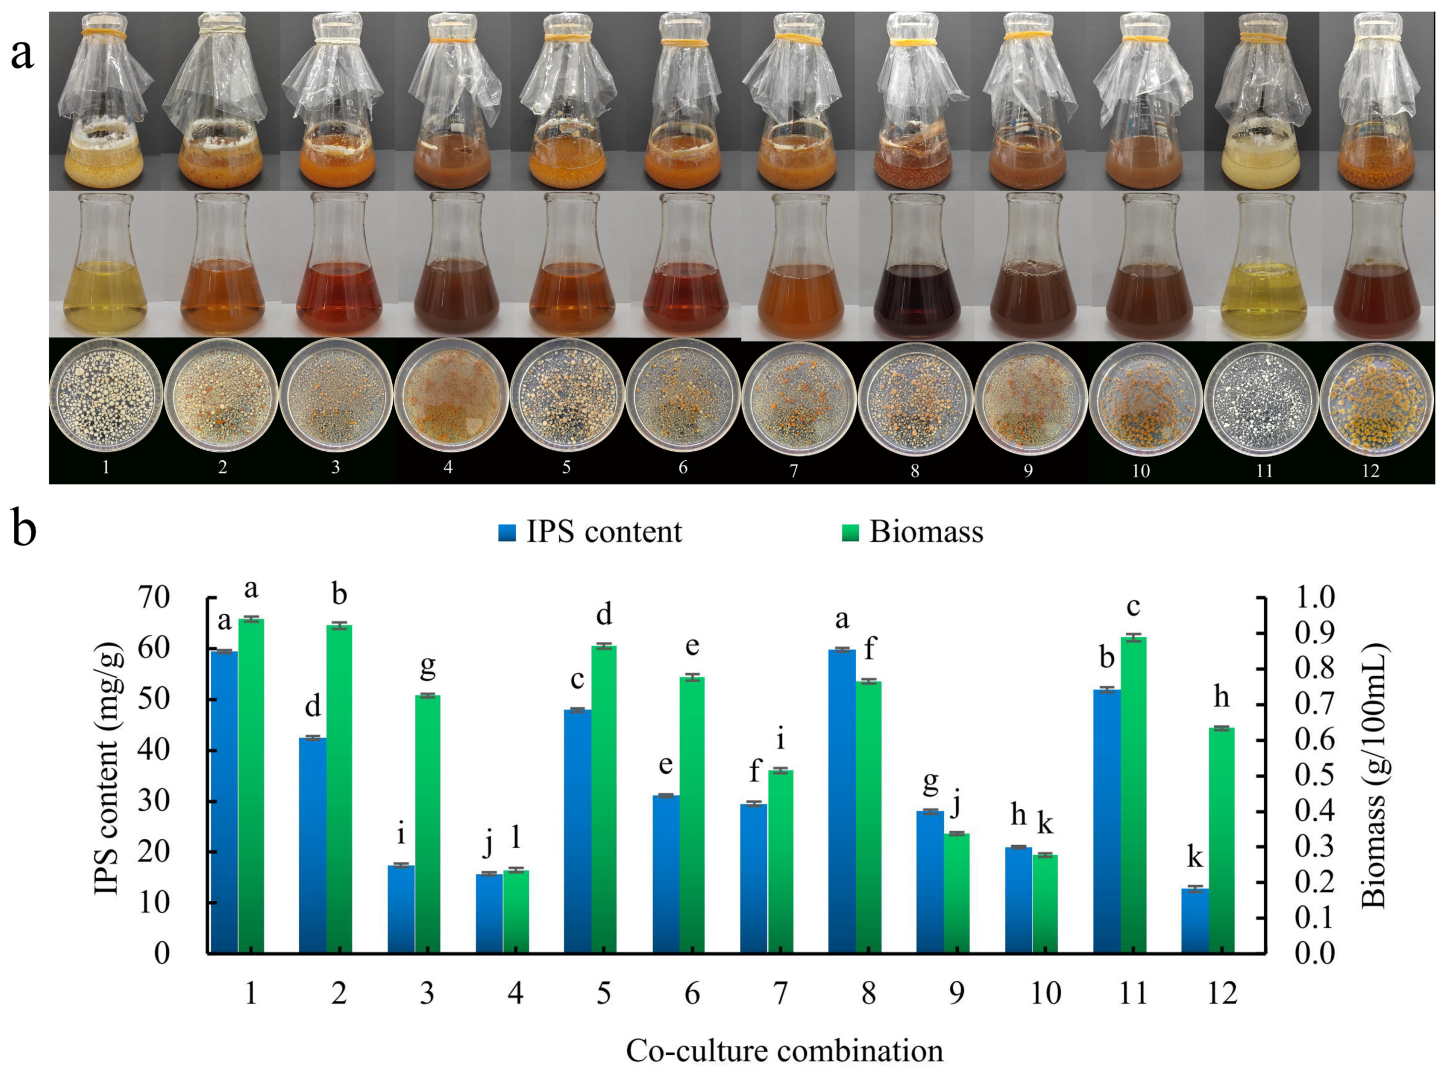 a
1 2 3 4 5 6 7 8 9 10 11 12
b
IPS content Biomass
IPS content (mg/g)
70
60
50
40
30
20
10
0
a a d b i g j l c d e e f i a f g j h k b c k h
1.0
0.9
0.8
0.7
0.6
0.5
0.4
0.3
0.2
0.1
0.0
Biomass (g/100mL)
1 2 3 4 5 6 7 8 9 10 11 12
Co-culture combination